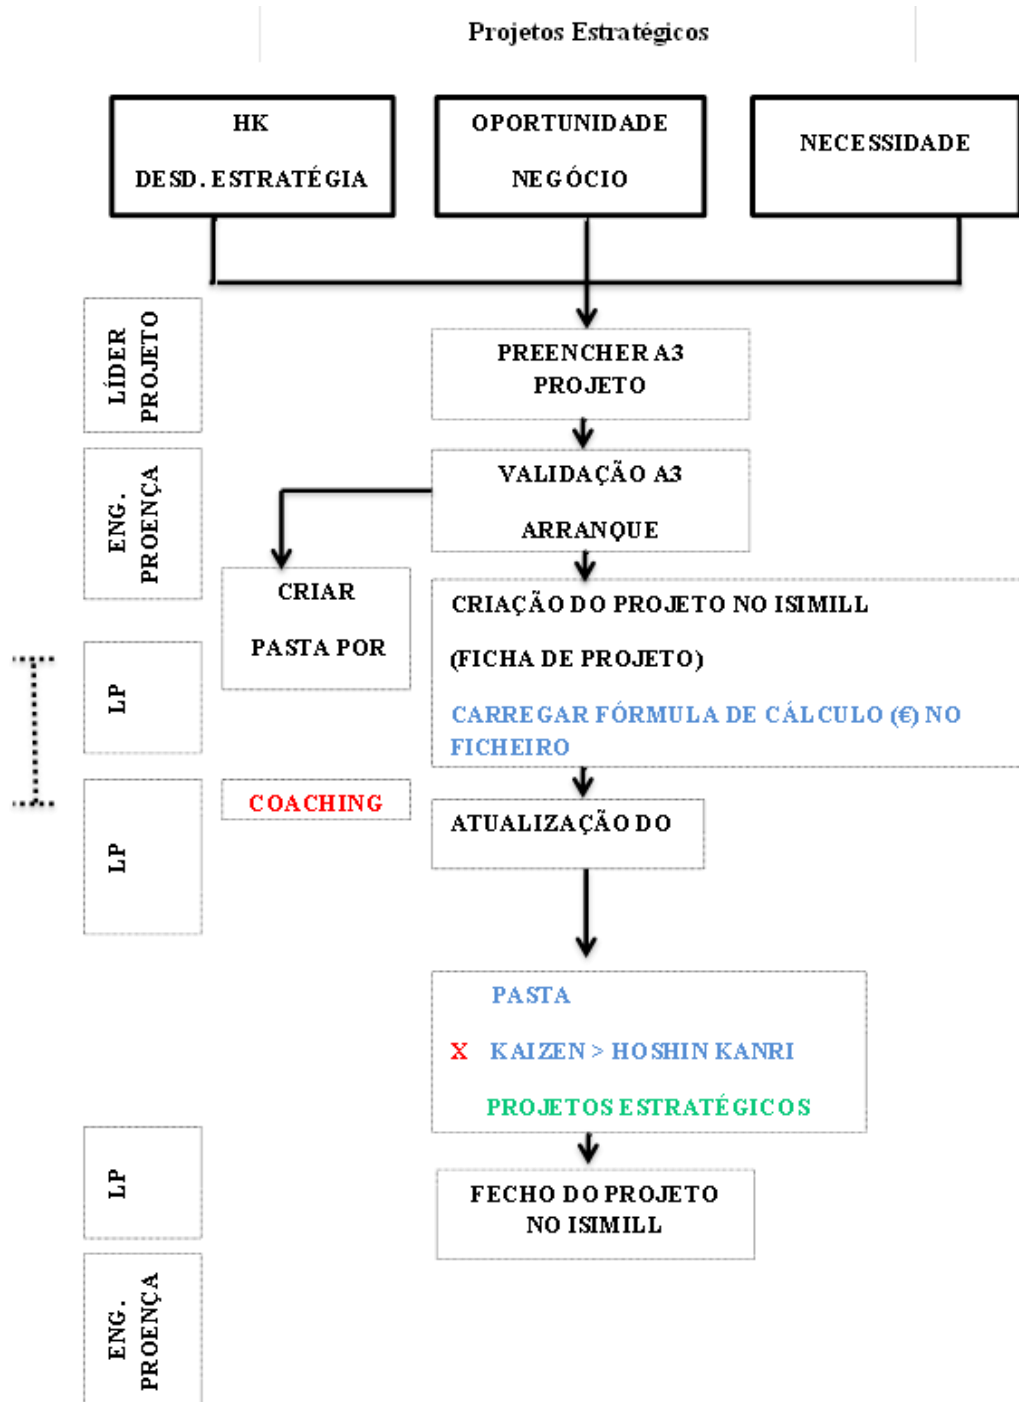 Projetos Estratégicos
HK
DESD. ESTRATÉGIA
OPORTUNIDADE
NEGÓCIO
NECESSIDADE
LÍDER
PROJETO
PREENCHER A3
PROJETO
ENG.
PROENÇA
VALIDAÇÃO A3
ARRANQUE
CRIAR
PASTA POR
CRIAÇÃO DO PROJETO NO ISIMILL
(FICHA DE PROJETO)
CARREGAR FÓRMULA DE CÁLCULO (€) NO
FICHEIRO
LP
LP
COACHING
ATUALIZAÇÃO DO
PASTA
X KAIZEN > HOSHIN KANRI
PROJETOS ESTRATÉGICOS
LP
FECHO DO PROJETO
NO ISIMILL
ENG.
PROENÇA